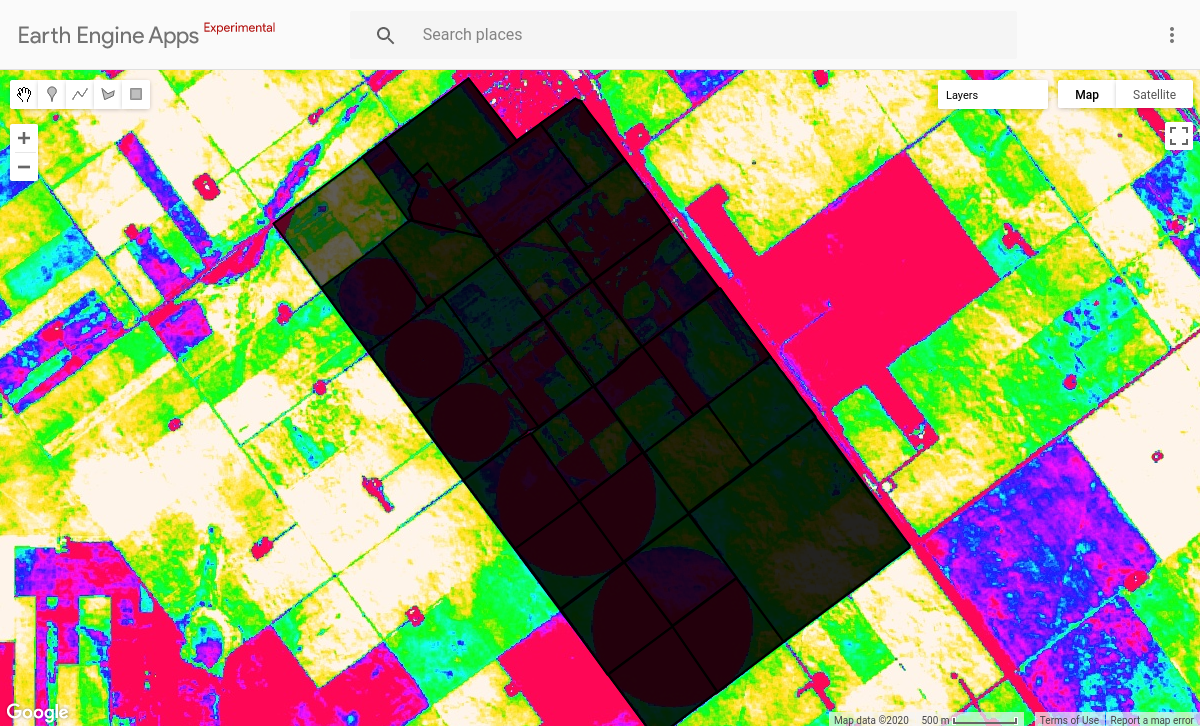 Earth Engine Apps Experimental
Search places
Layers
Map
Satellite
+
−
Google
Map data ©2020
500 m
Terms of Use
Report a map error